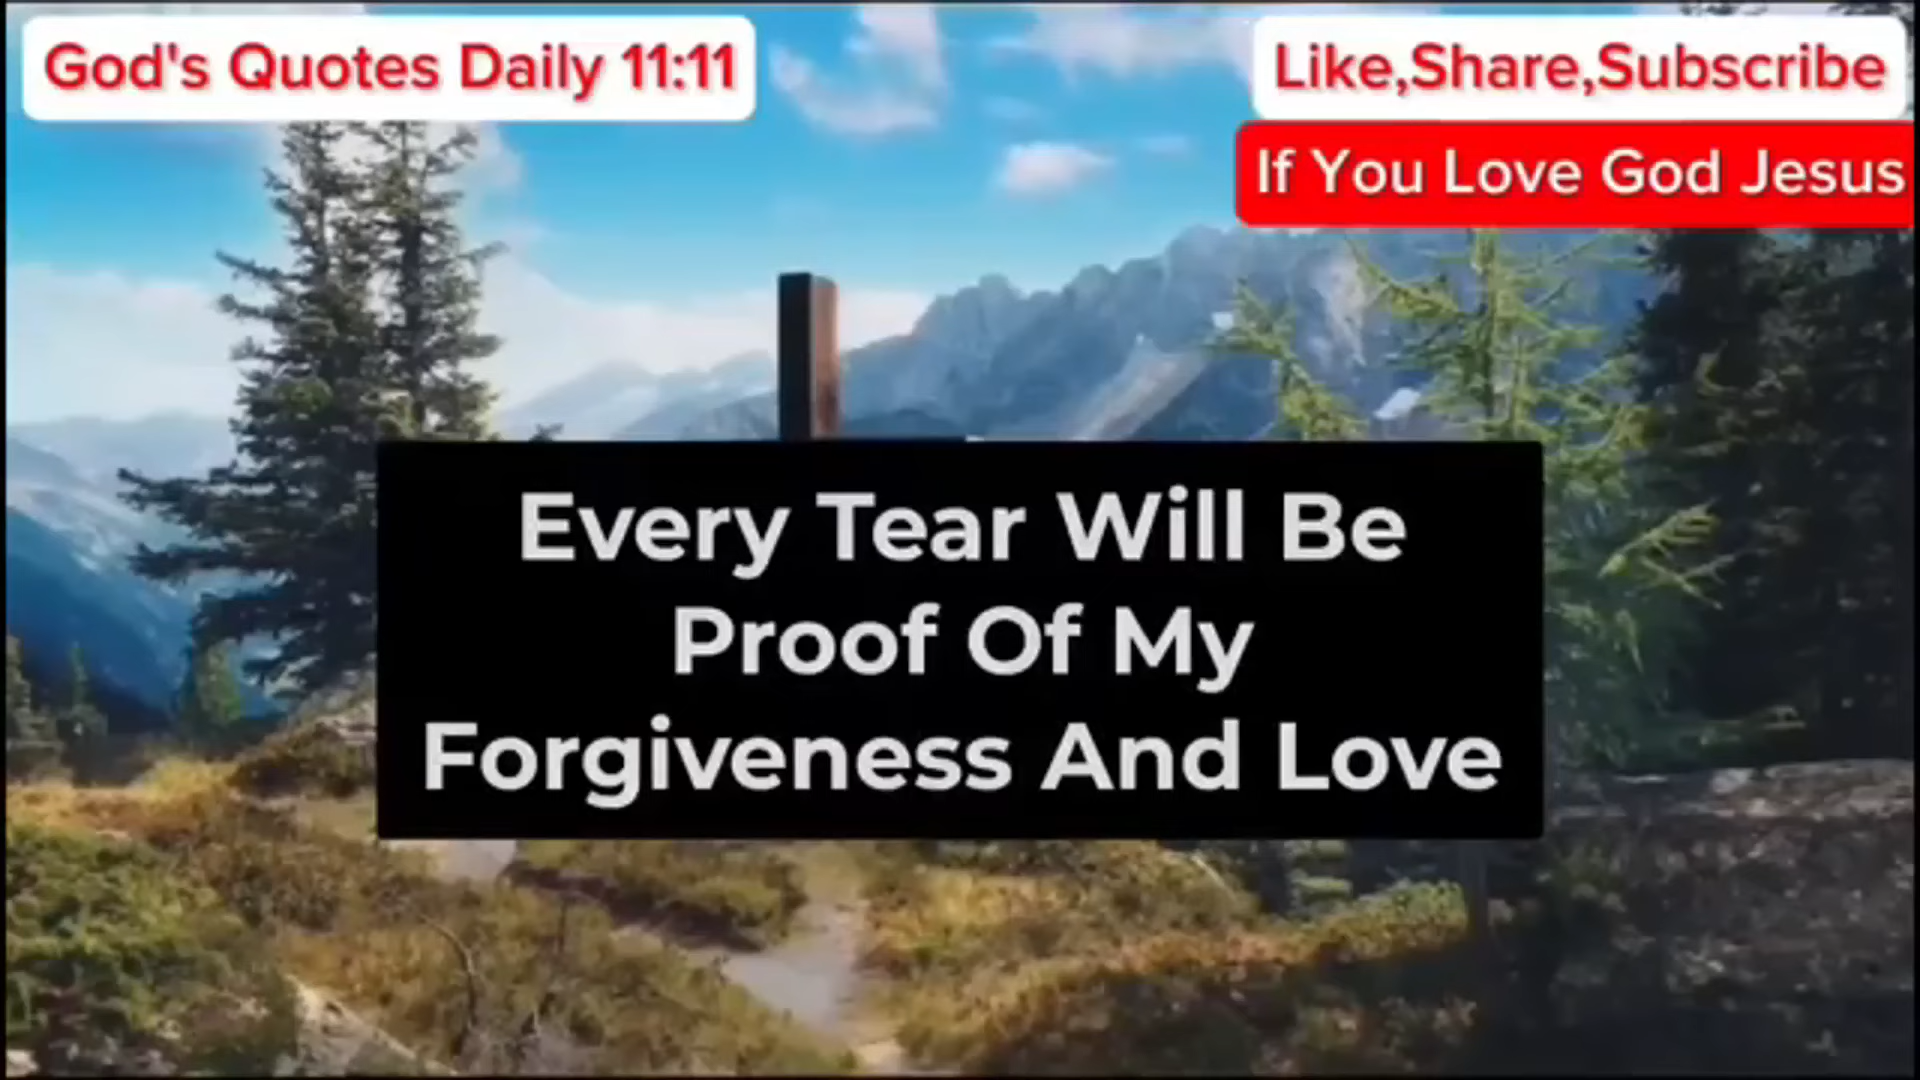 God's Quotes Daily 11:11
Like,Share,Subscribe
If You Love God Jesus
Every Tear Will Be
Proof Of My
Forgiveness And Love